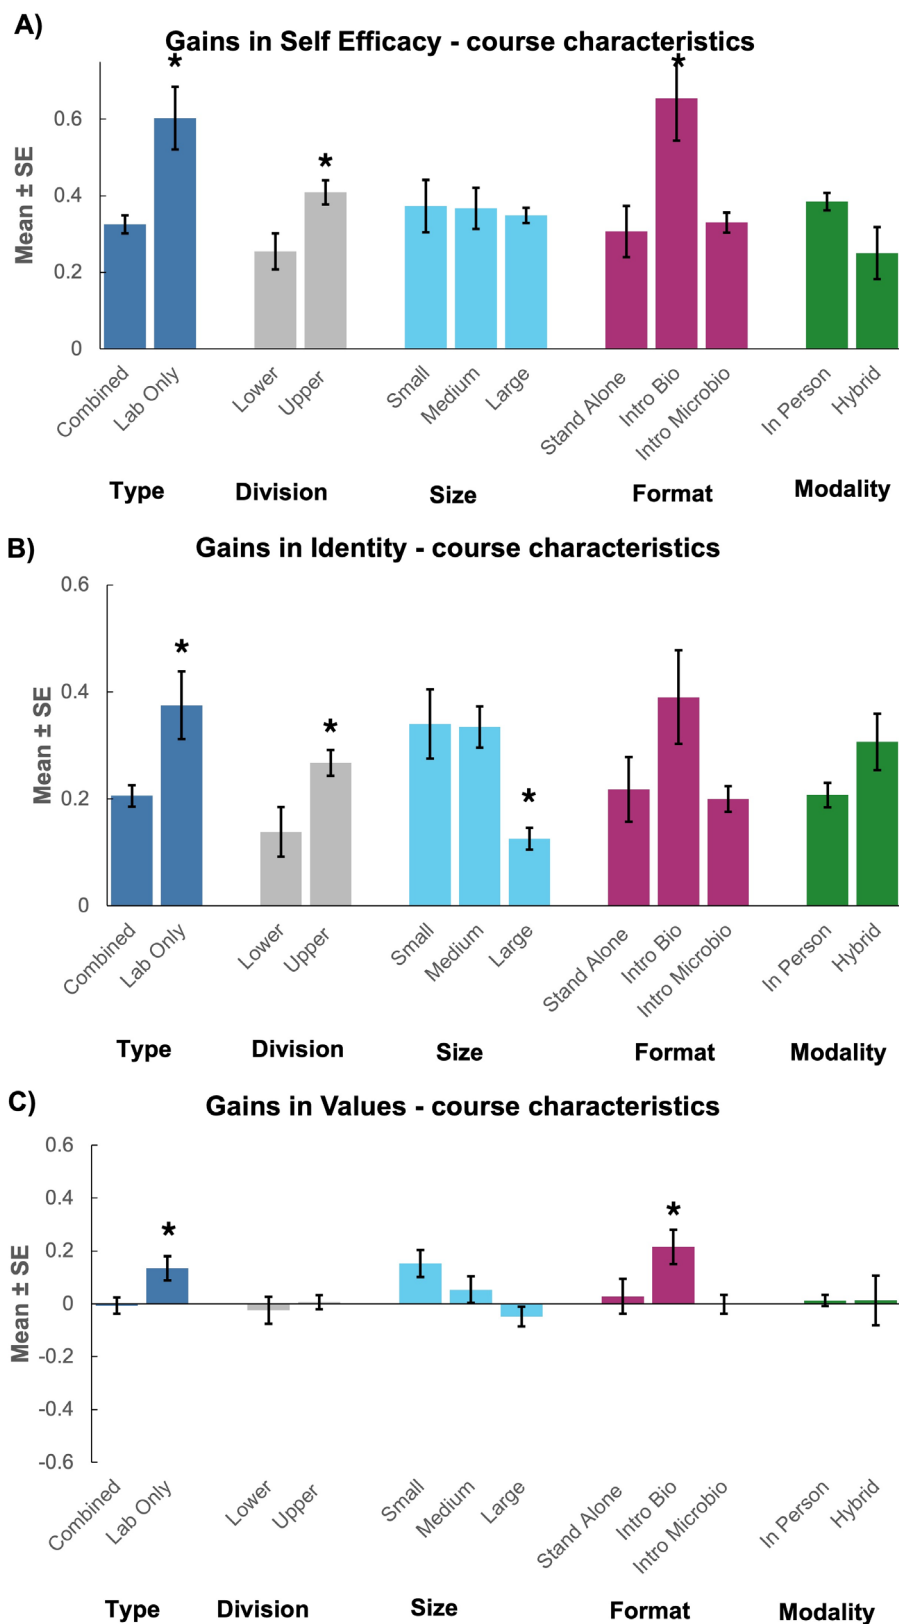 A)
Gains in Self Efficacy - course characteristics
* * *
Mean ± SE
0.6
0.4
0.2
0
Combined Lab Only Lower Upper Small Medium Large Stand Alone Intro Bio Intro Microbio In Person Hybrid
Type Division Size Format Modality
B)
Gains in Identity - course characteristics
* * *
Mean ± SE
0.6
0.4
0.2
0
Combined Lab Only Lower Upper Small Medium Large Stand Alone Intro Bio Intro Microbio In Person Hybrid
Type Division Size Format Modality
C)
Gains in Values - course characteristics
* *
Mean ± SE
0.6
0.4
0.2
0
-0.2
-0.4
-0.6
Combined Lab Only Lower Upper Small Medium Large Stand Alone Intro Bio Intro Microbio In Person Hybrid
Type Division Size Format Modality